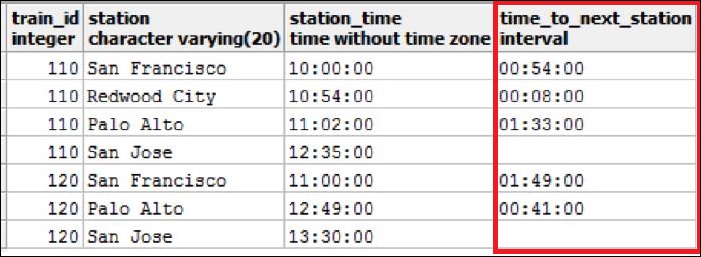 train_id station station_time time_to_next_station
integer character varying(20) time without time zone interval
110 San Francisco 10:00:00 00:54:00
110 Redwood City 10:54:00 00:08:00
110 Palo Alto 11:02:00 01:33:00
110 San Jose 12:35:00
120 San Francisco 11:00:00 01:49:00
120 Palo Alto 12:49:00 00:41:00
120 San Jose 13:30:00